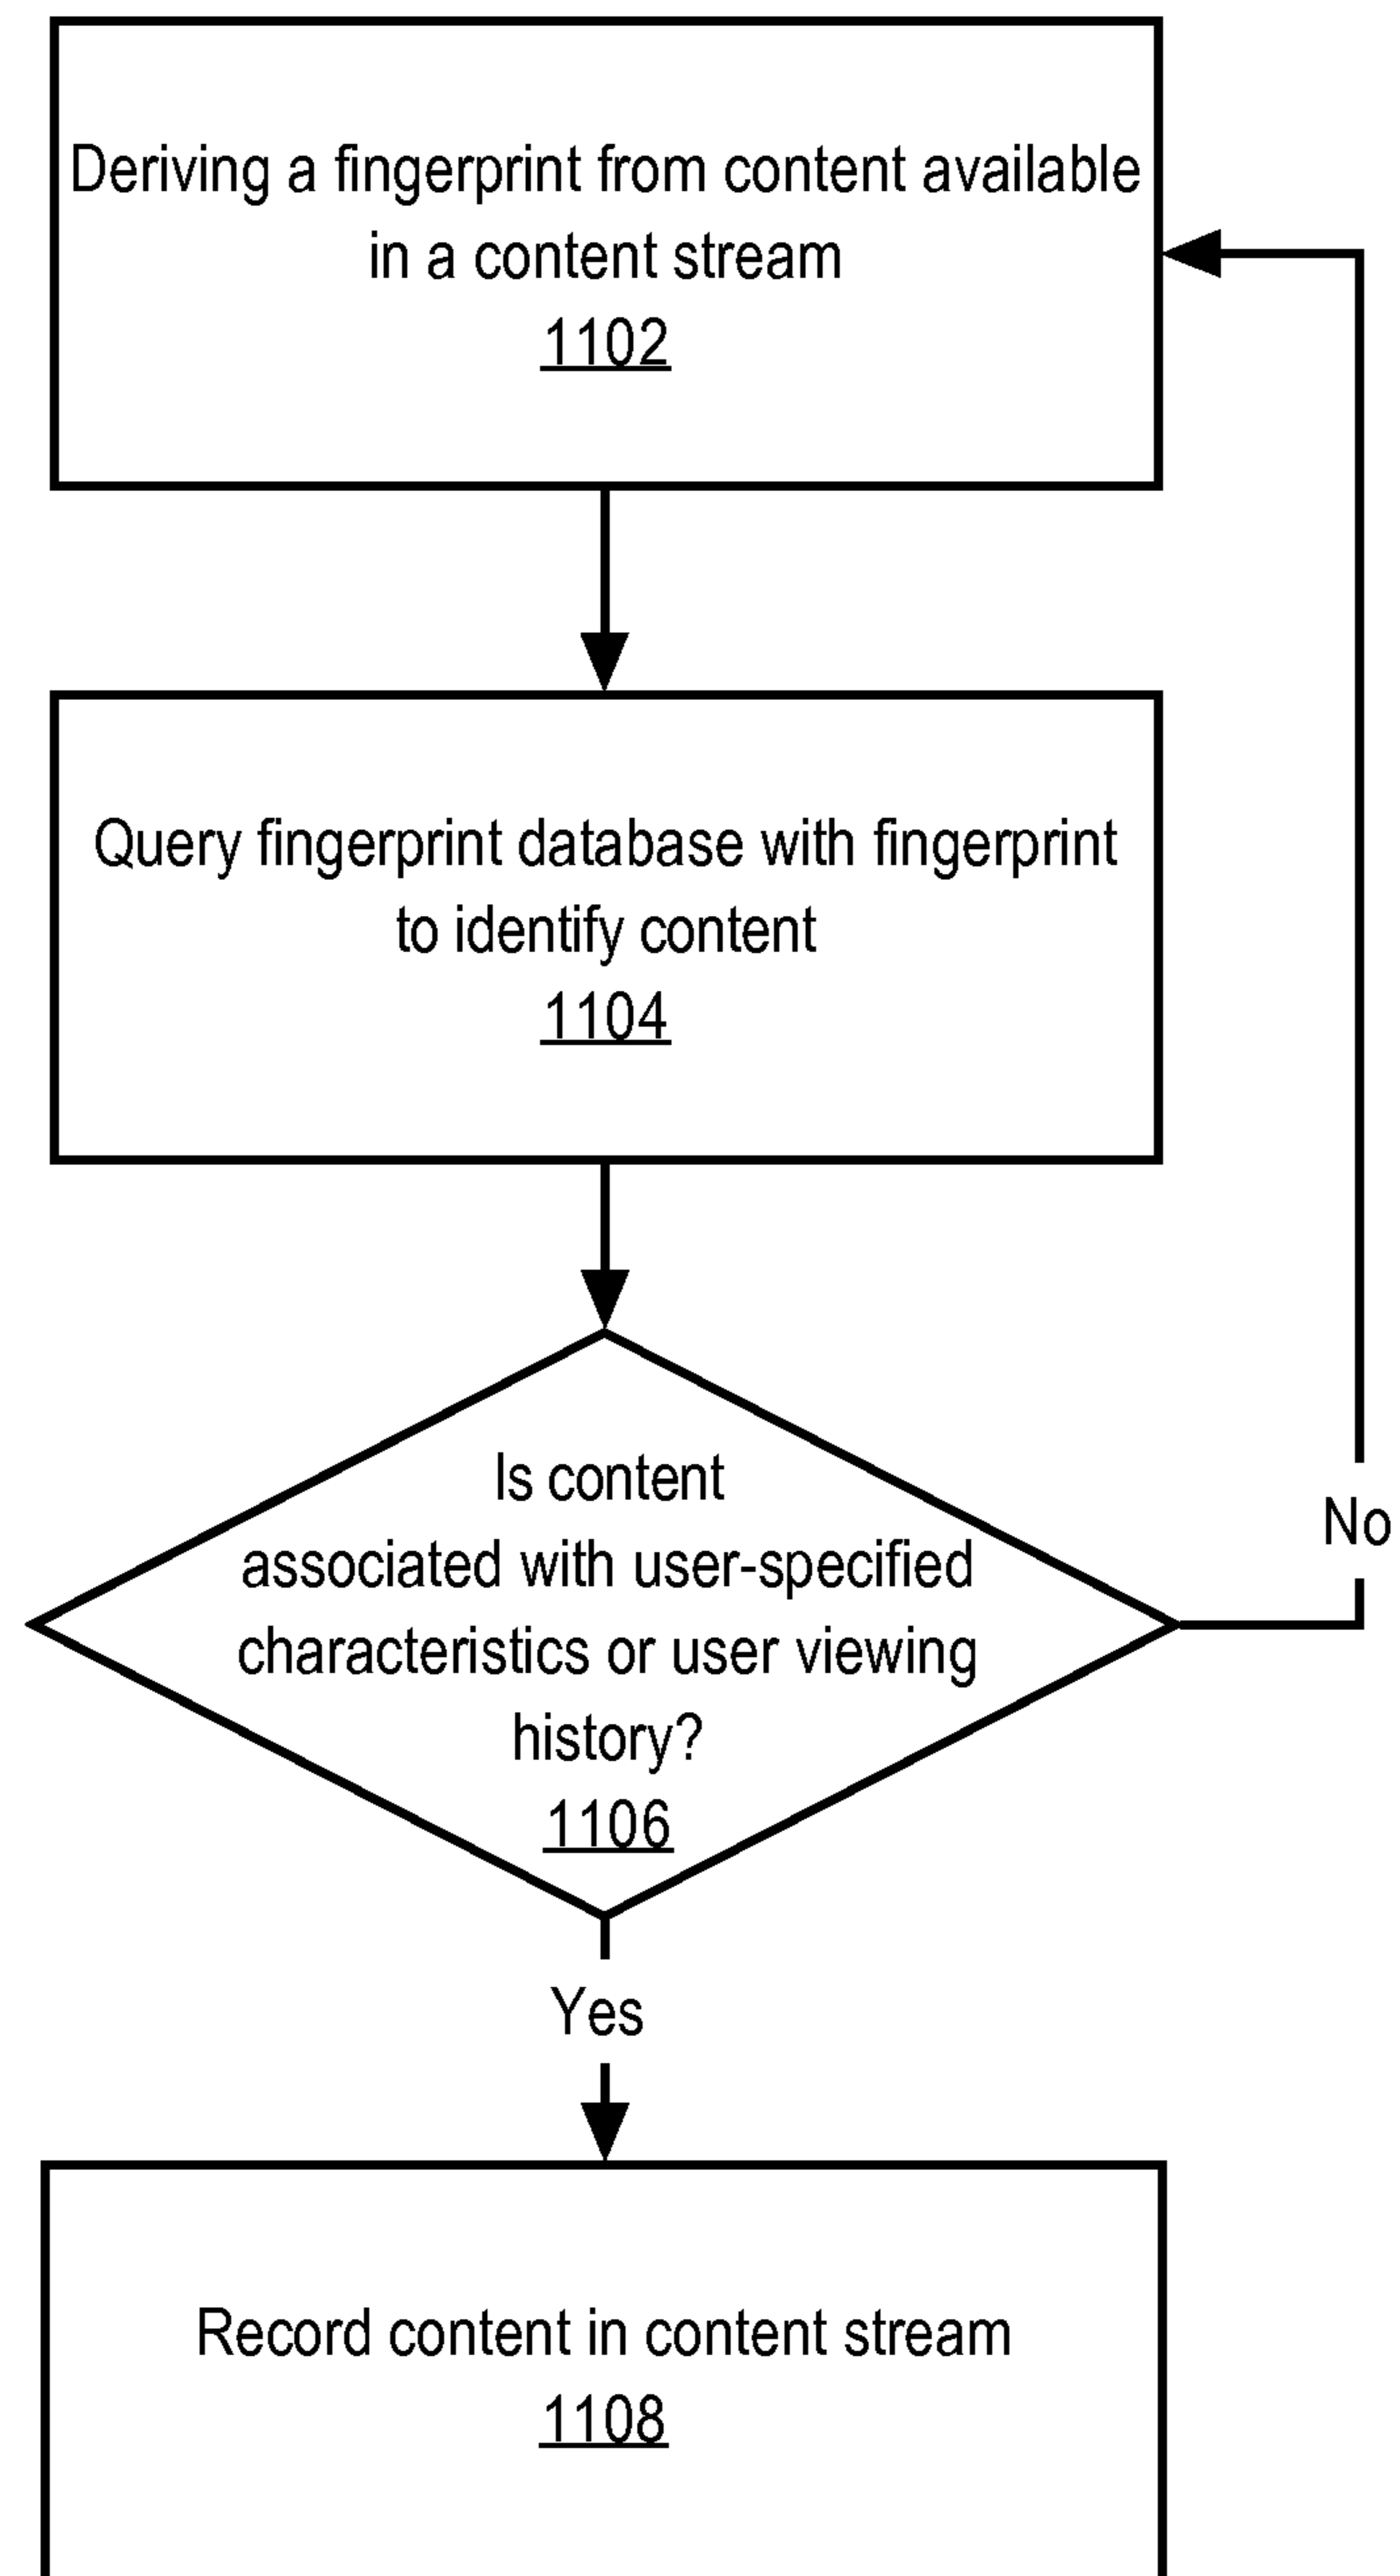 Deriving a fingerprint from content available
in a content stream
1102
Query fingerprint database with fingerprint
to identify content
1104
Is content
associated with user-specified
characteristics or user viewing
history?
1106
No
Yes
Record content in content stream
1108